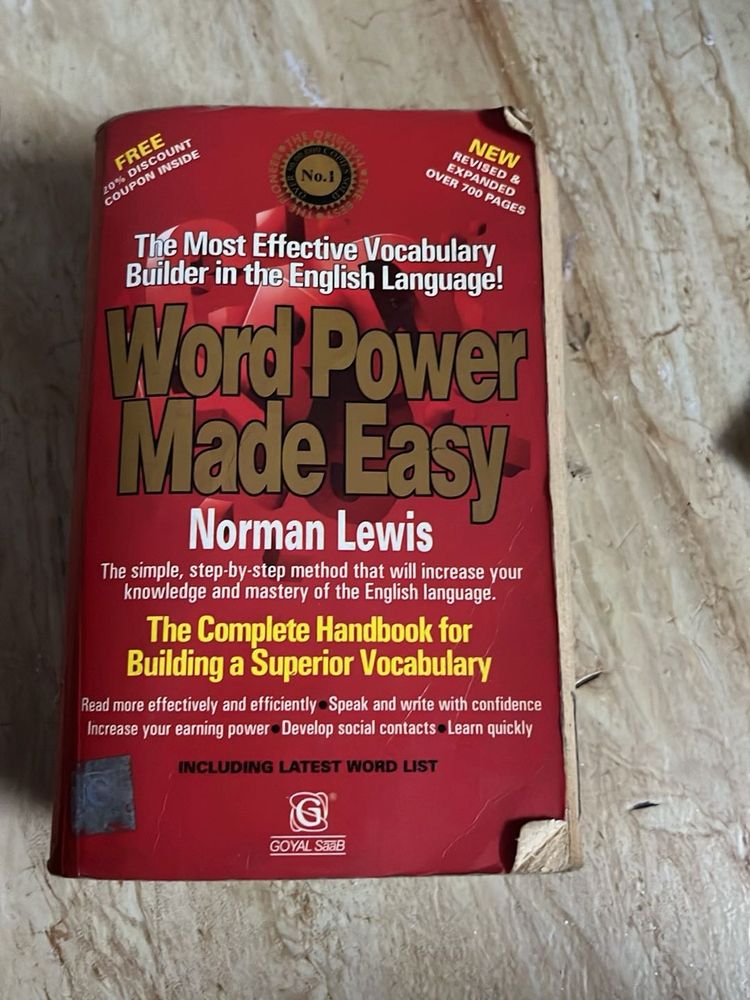 FREE
20% DISCOUNT
COUPON INSIDE
THE ORIGINAL
No.1
NEW
REVISED &
EXPANDED
OVER 700 PAGES
The Most Effective Vocabulary
Builder in the English Language!
Word Power
Made Easy
Norman Lewis
The simple, step-by-step method that will increase your
knowledge and mastery of the English language.
The Complete Handbook for
Building a Superior Vocabulary
Read more effectively and efficiently•Speak and write with confidence
Increase your earning power•Develop social contacts•Learn quickly
INCLUDING LATEST WORD LIST
G®
GOYAL SaaB